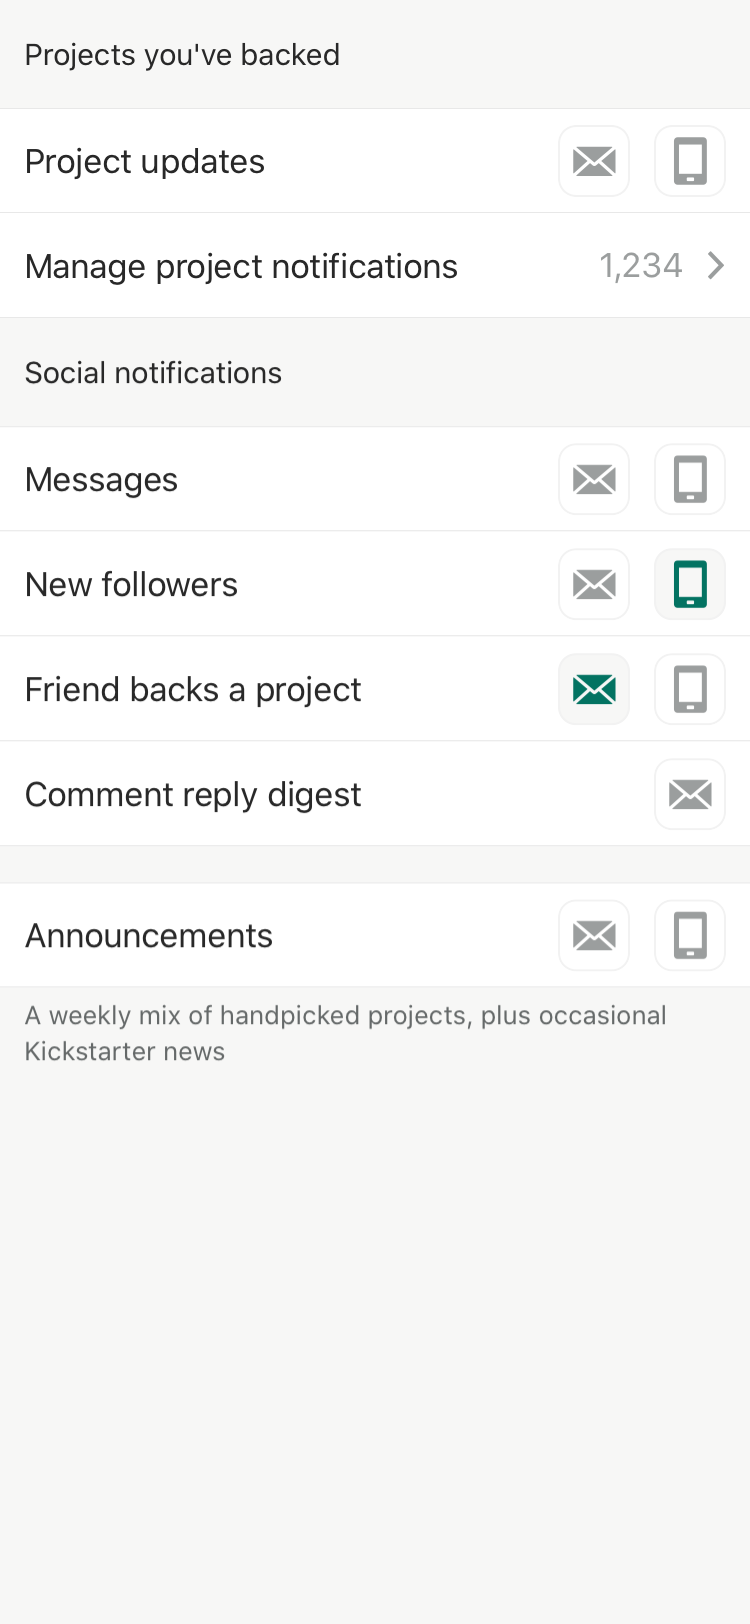 Projects you've backed
Project updates
Manage project notifications 1,234
Social notifications
Messages
New followers
Friend backs a project
Comment reply digest
Announcements
A weekly mix of handpicked projects, plus occasional
Kickstarter news